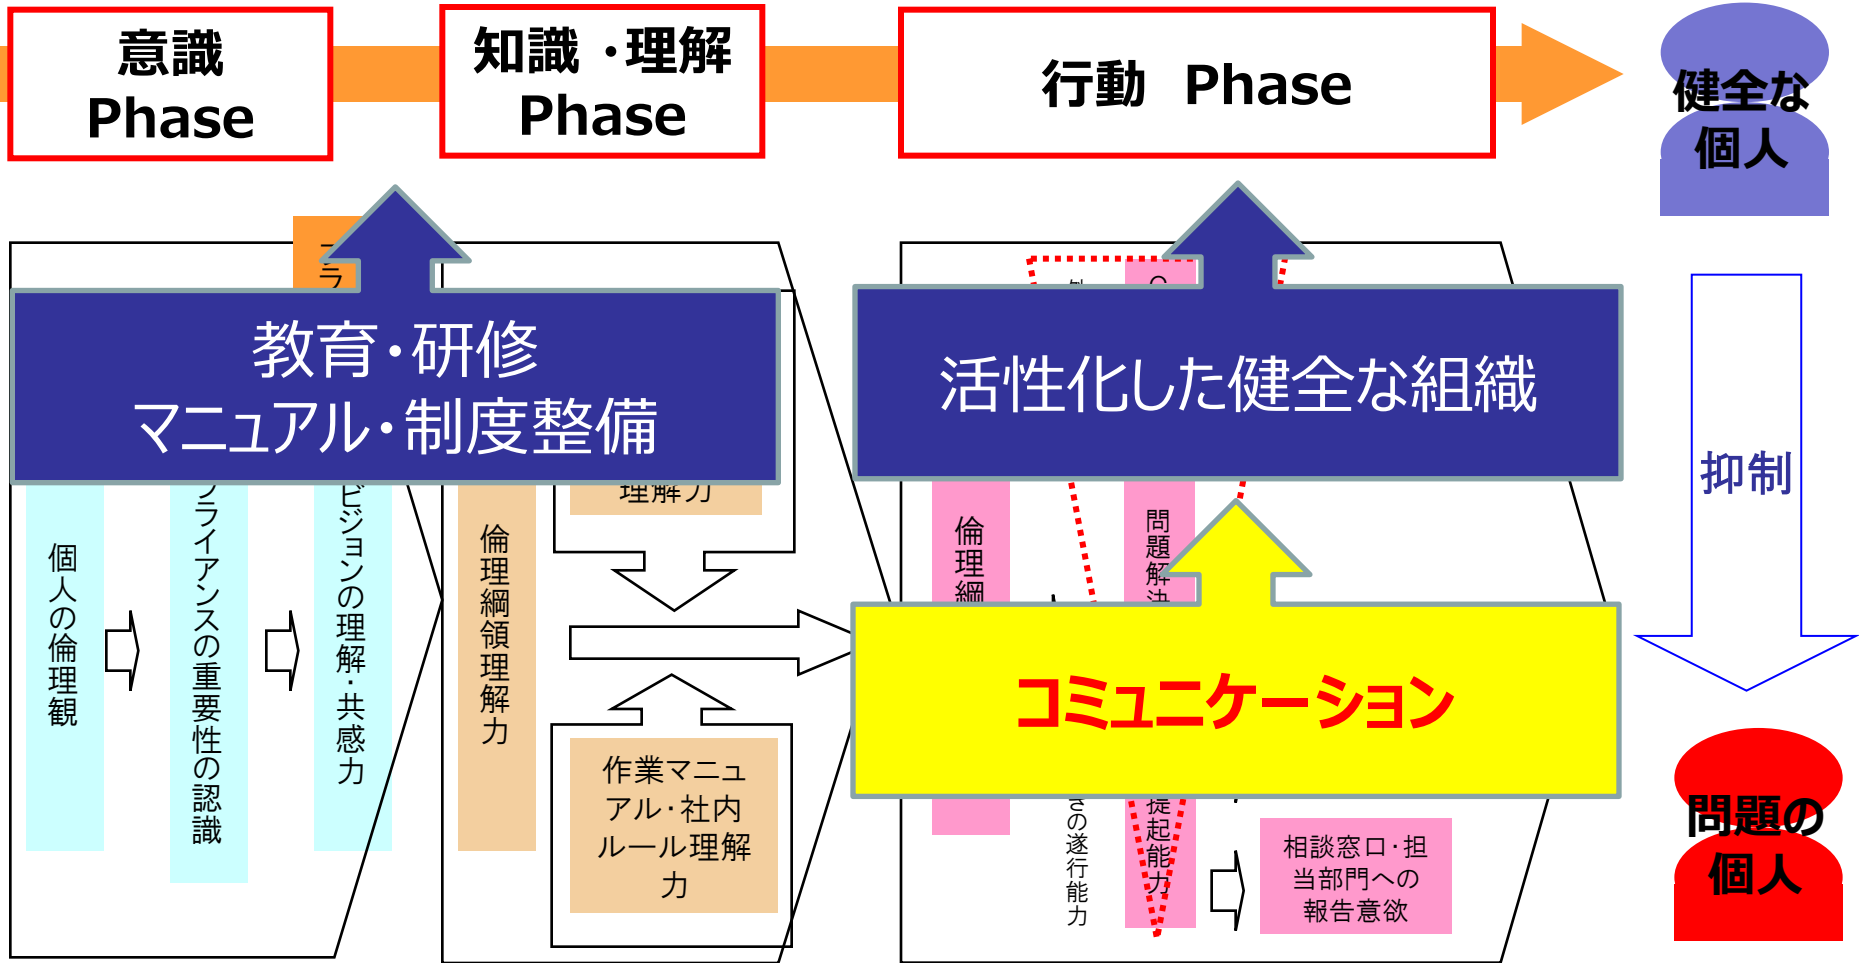 意識
Phase
知識・理解
Phase
行動 Phase
健全な
個人
教育・研修
マニュアル・制度整備
活性化した健全な組織
抑制
理解力
個人の倫理観
プライアンスの重要性の認識
ビジョンの理解・共感力
倫理綱領理解力
作業マニュ
アル・社内
ルール理解
力
倫理綱
問題解決
コミュニケーション
きの遂行能力
提起能力
相談窓口・担
当部門への
報告意欲
問題の
個人